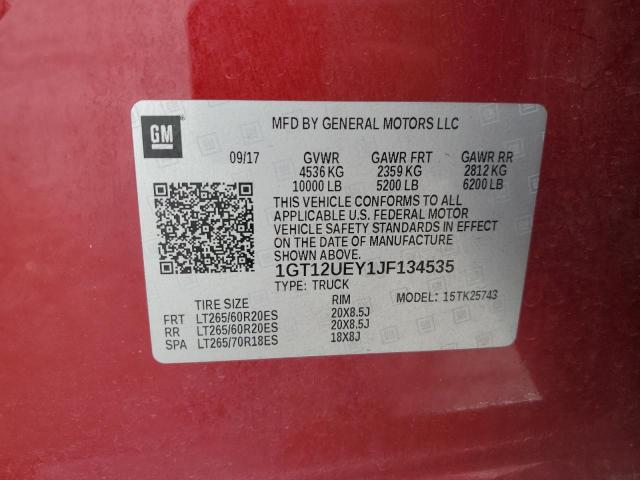 GM
MFD BY GENERAL MOTORS LLC
09/17 GVWR GAWR FRT GAWR RR
4536 KG 2359 KG 2812 KG
10000 LB 5200 LB 6200 LB
THIS VEHICLE CONFORMS TO ALL
APPLICABLE U.S. FEDERAL MOTOR
VEHICLE SAFETY STANDARDS IN EFFECT
ON THE DATE OF MANUFACTURE
SHOWN ABOVE.
1GT12UEY1JF134535
TYPE: TRUCK MODEL: 15TK25743
TIRE SIZE RIM
FRT LT265/60R20ES 20X8.5J
RR LT265/60R20ES 20X8.5J
SPA LT265/70R18ES 18X8J